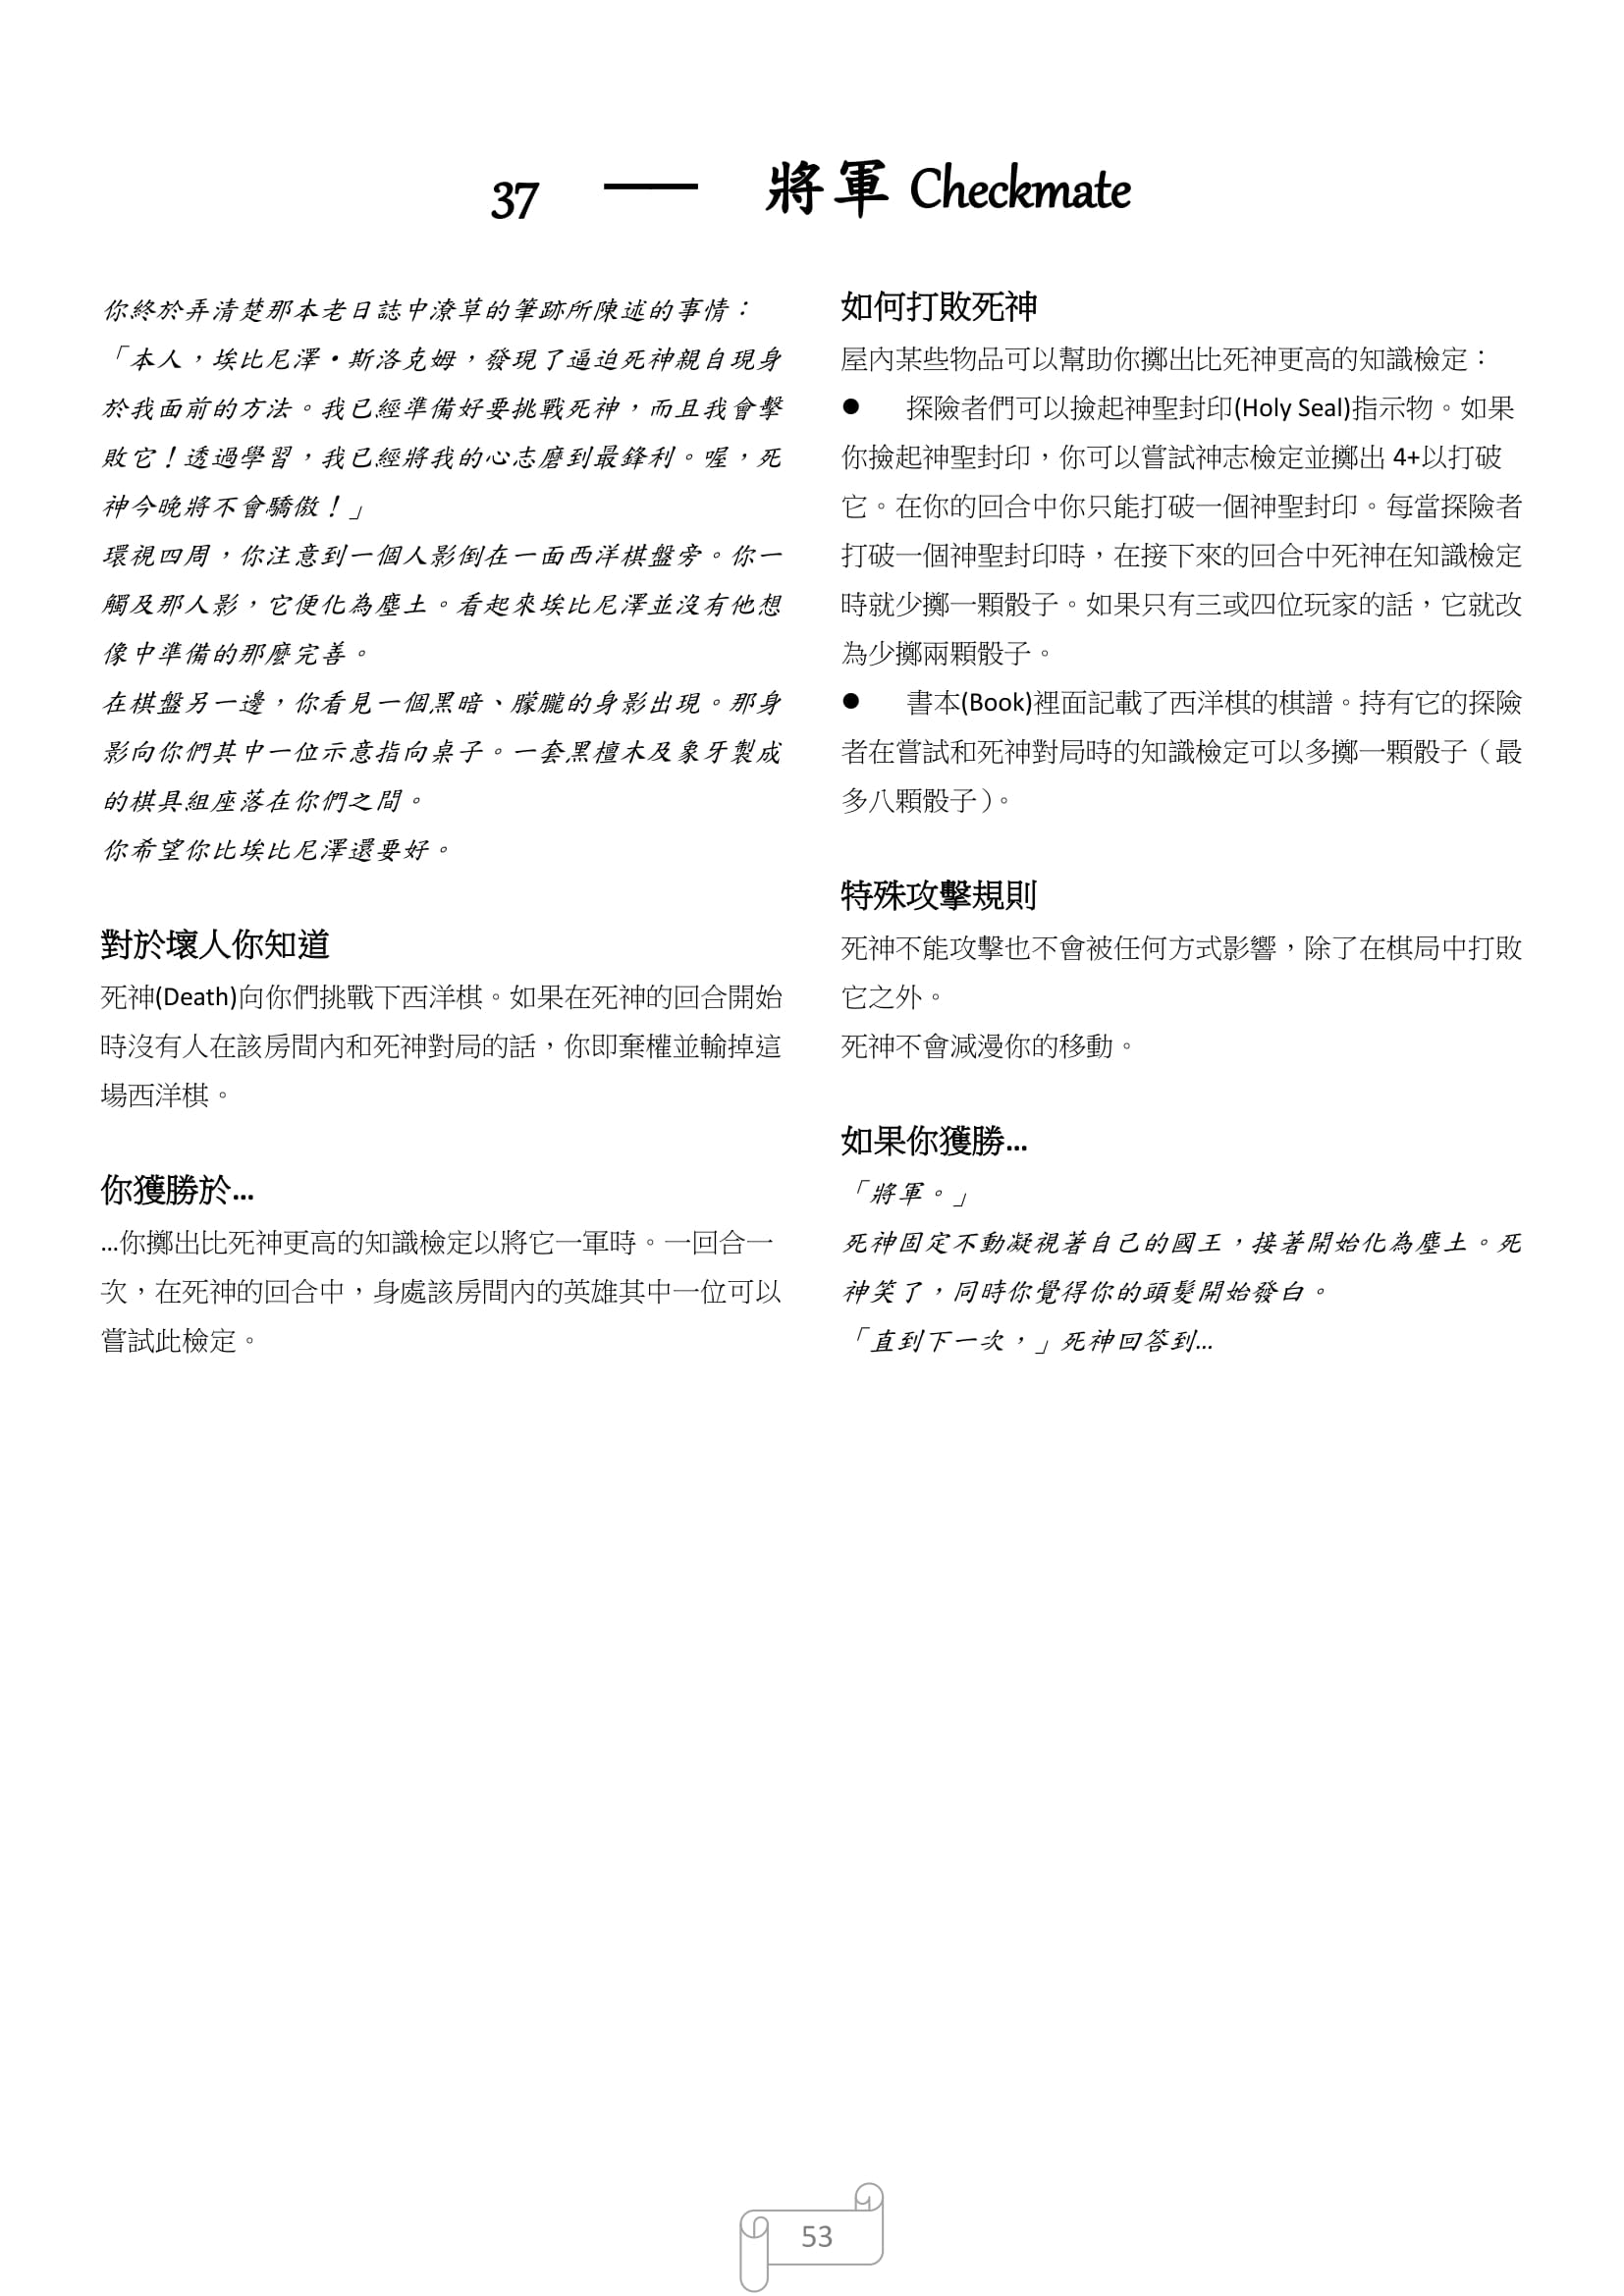 37 — 將軍 Checkmate
你終於弄清楚那本老日誌中潦草的筆跡所陳述的事情：
「本人，埃比尼澤・斯洛克姆，發現了逼迫死神親自現身
於我面前的方法。我已經準備好要挑戰死神，而且我會擊
敗它！透過學習，我已經將我的心志磨到最鋒利。喔，死
神今晚將不會驕傲！」
環視四周，你注意到一個人影倒在一面西洋棋盤旁。你一
觸及那人影，它便化為塵土。看起來埃比尼澤並沒有他想
像中準備的那麼完善。
在棋盤另一邊，你看見一個黑暗、朦朧的身影出現。那身
影向你們其中一位示意指向桌子。一套黑檀木及象牙製成
的棋具組座落在你們之間。
你希望你比埃比尼澤還要好。
對於壞人你知道
死神(Death)向你們挑戰下西洋棋。如果在死神的回合開始
時沒有人在該房間內和死神對局的話，你即棄權並輸掉這
場西洋棋。
你獲勝於...
...你擲出比死神更高的知識檢定以將它一軍時。一回合一
次，在死神的回合中，身處該房間內的英雄其中一位可以
嘗試此檢定。
如何打敗死神
屋內某些物品可以幫助你擲出比死神更高的知識檢定：
● 探險者們可以撿起神聖封印(Holy Seal)指示物。如果
你撿起神聖封印，你可以嘗試神志檢定並擲出 4+以打破
它。在你的回合中你只能打破一個神聖封印。每當探險者
打破一個神聖封印時，在接下來的回合中死神在知識檢定
時就少擲一顆骰子。如果只有三或四位玩家的話，它就改
為少擲兩顆骰子。
● 書本(Book)裡面記載了西洋棋的棋譜。持有它的探險
者在嘗試和死神對局時的知識檢定可以多擲一顆骰子（最
多八顆骰子）。
特殊攻擊規則
死神不能攻擊也不會被任何方式影響，除了在棋局中打敗
它之外。
死神不會減漫你的移動。
如果你獲勝...
「將軍。」
死神固定不動凝視著自己的國王，接著開始化為塵土。死
神笑了，同時你覺得你的頭髮開始發白。
「直到下一次，」死神回答到...
53